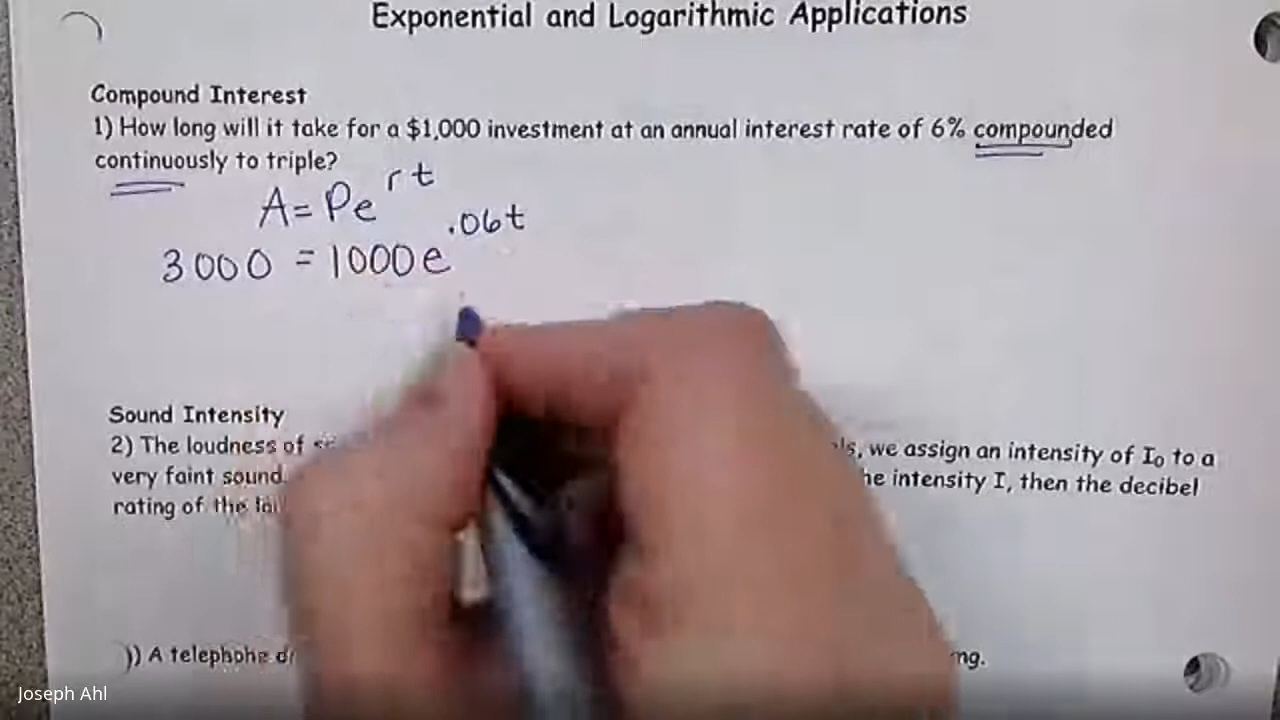 Exponential and Logarithmic Applications
Compound Interest
1) How long will it take for a $1,000 investment at an annual interest rate of 6% compounded
continuously to triple?
A = Pe^rt
3000 = 1000e^.06t
Sound Intensity
2) The loudness of we assign an intensity of I₀ to a
very faint sound. intensity I, then the decibel
rating of the
A
Joseph Ahl